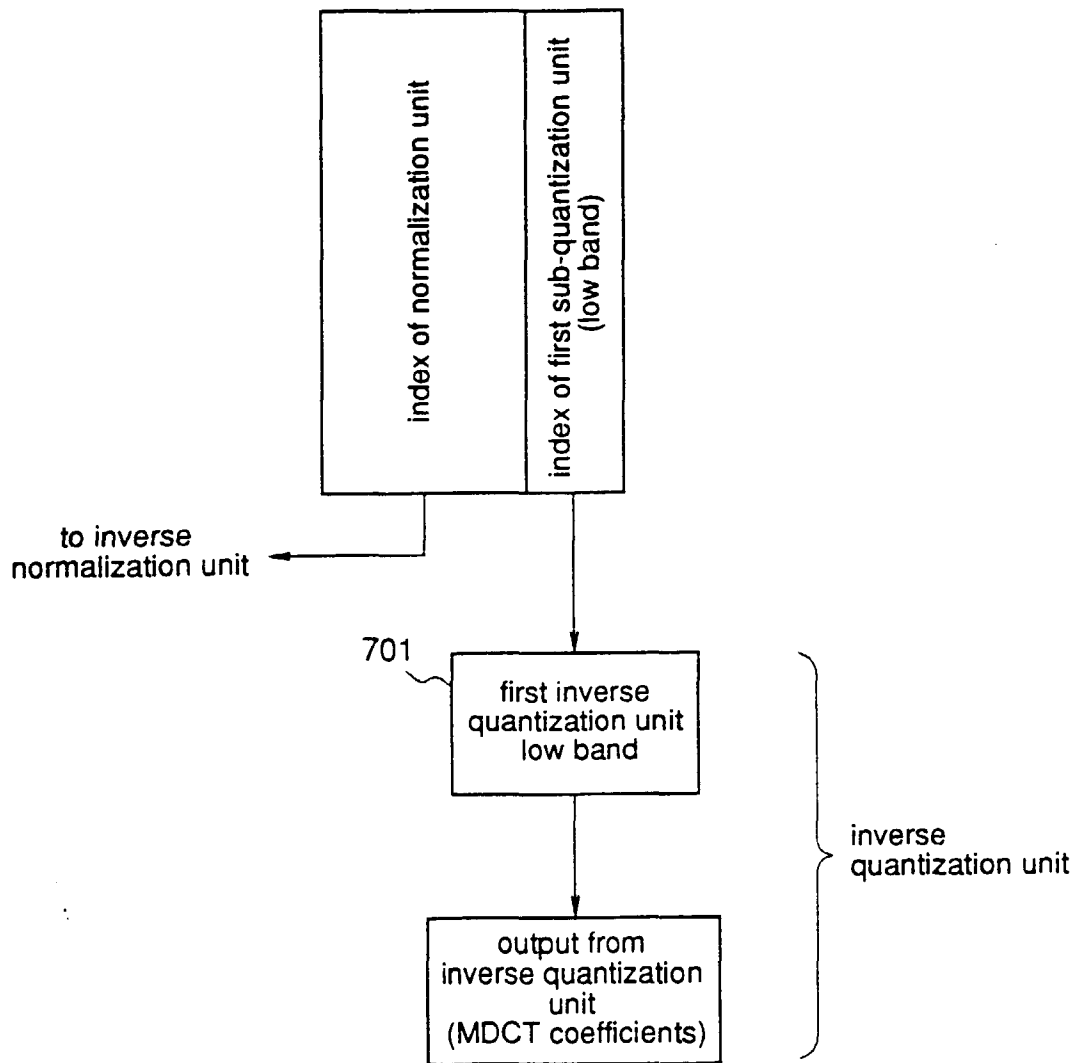 index of normalization unit
index of first sub-quantization unit
(low band)
to inverse
normalization unit
701
first inverse
quantization unit
low band
inverse
quantization unit
output from
inverse quantization
unit
(MDCT coefficients)